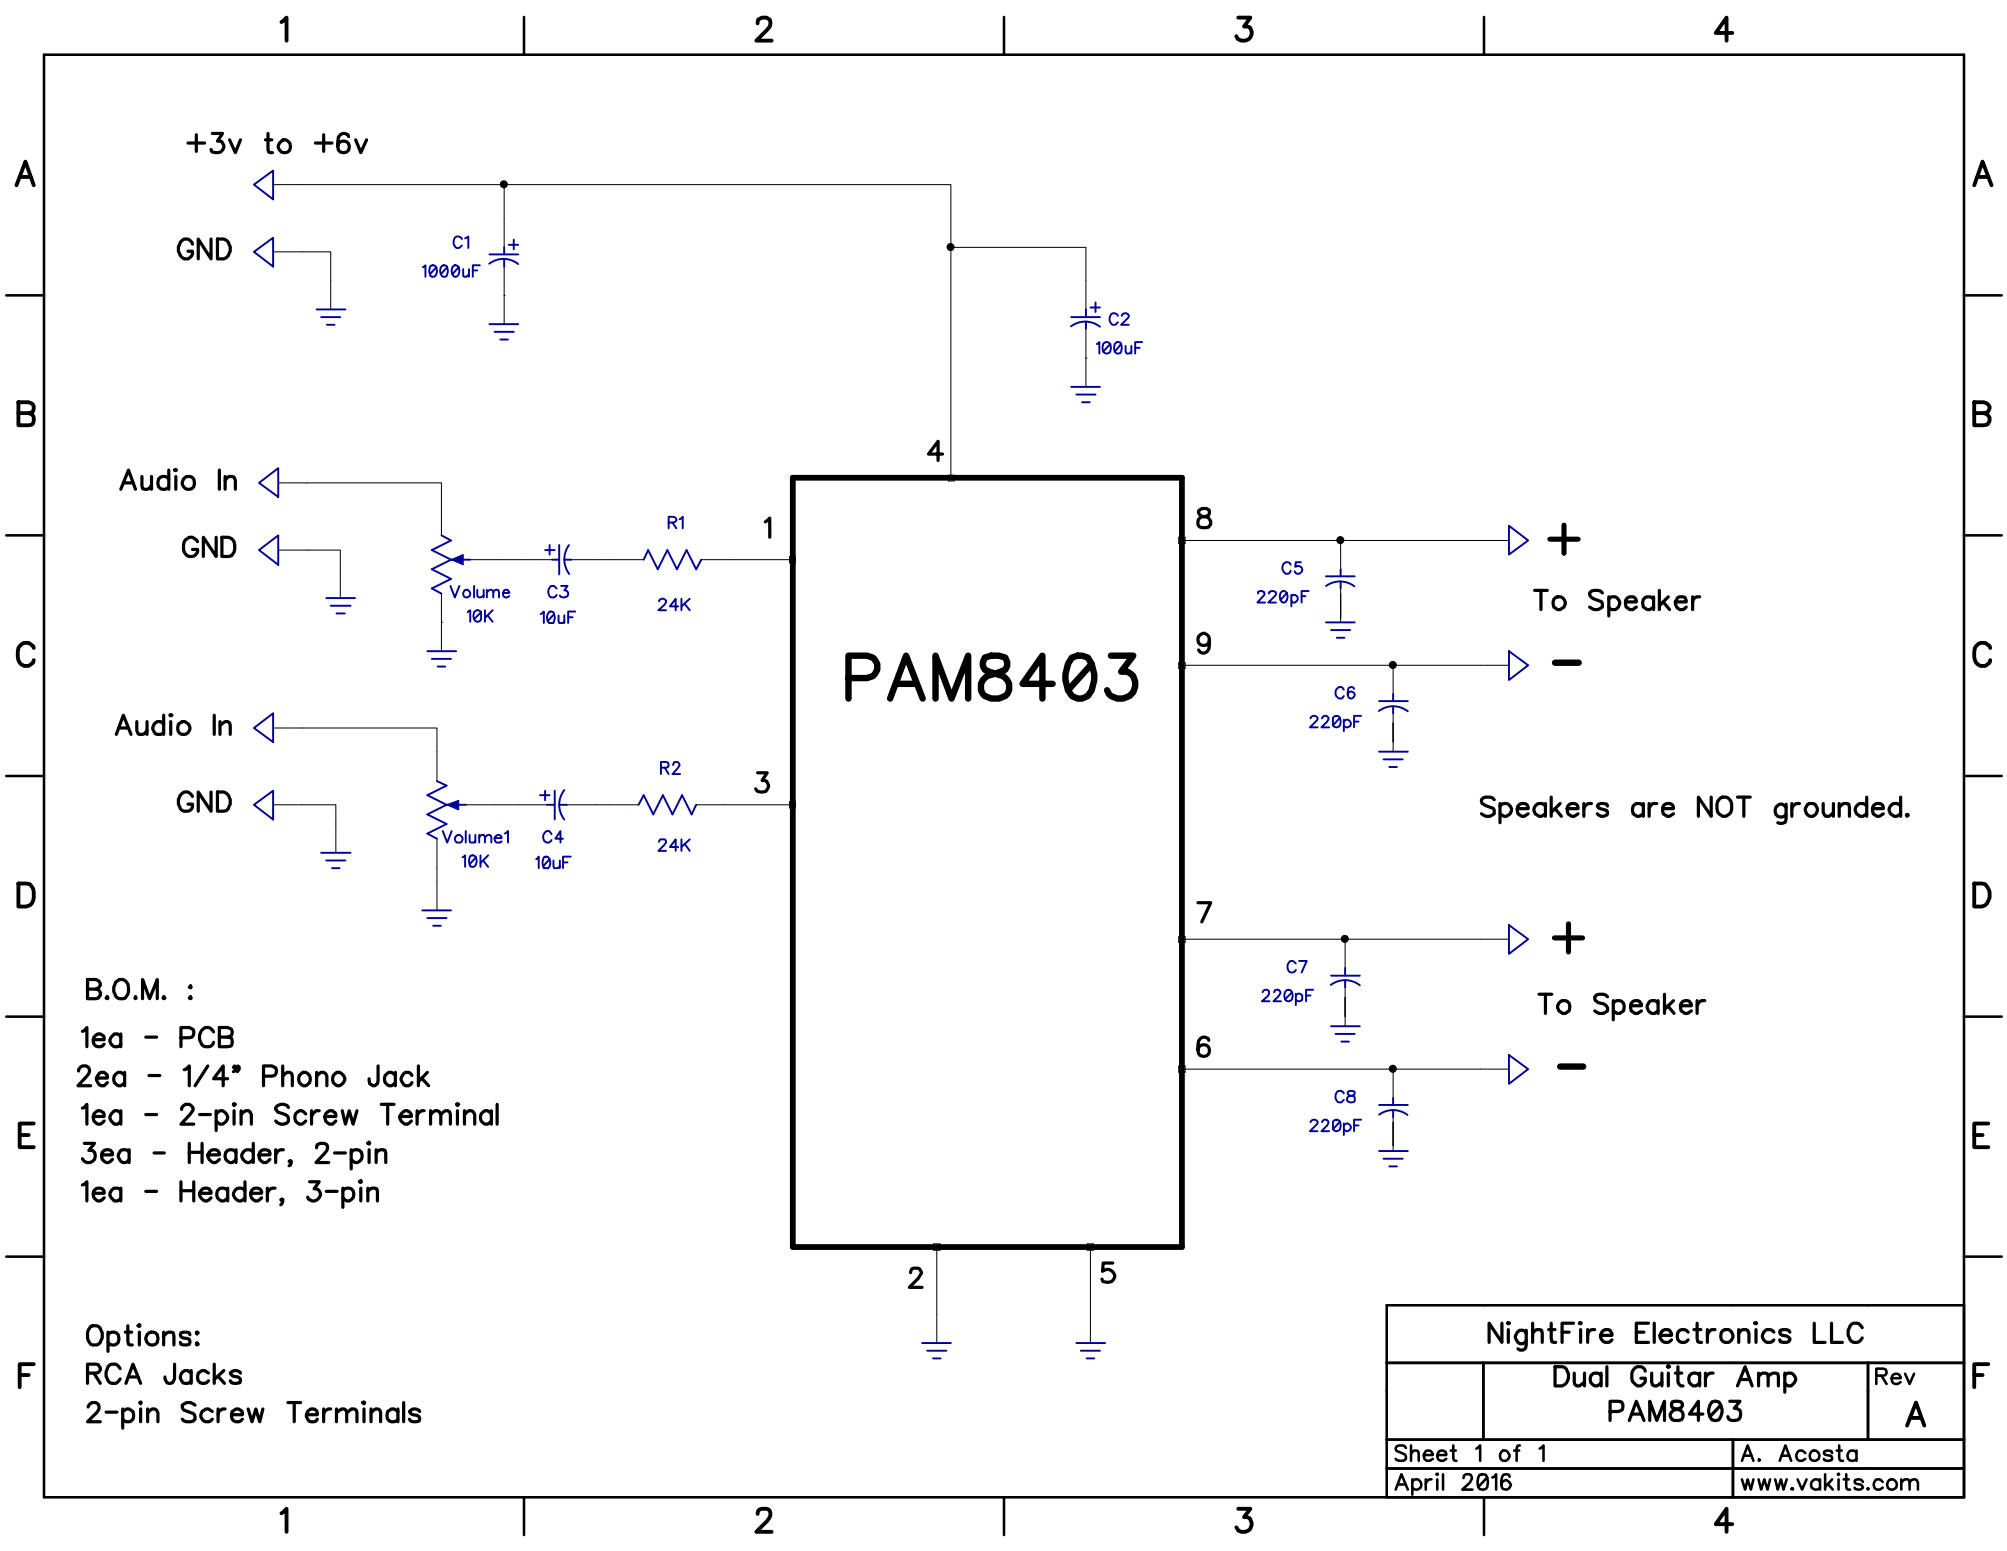 1 2 3 4
A A
+3v to +6v
GND
C1
1000uF
+
+
C2
100uF
B B
4
Audio In
GND
Volume
10K
+
C3
10uF
R1
24K
1
8
C5
220pF
+
To Speaker
9
-
C6
220pF
C C
PAM8403
Audio In
GND
Volume1
10K
+
C4
10uF
R2
24K
3
Speakers are NOT grounded.
D D
7
C7
220pF
+
To Speaker
6
-
C8
220pF
B.O.M. :
1ea - PCB
2ea - 1/4" Phono Jack
1ea - 2-pin Screw Terminal
3ea - Header, 2-pin
1ea - Header, 3-pin
E E
2 5
Options:
RCA Jacks
2-pin Screw Terminals
F F
NightFire Electronics LLC
Dual Guitar Amp
PAM8403
Rev
A
Sheet 1 of 1
A. Acosta
April 2016
www.vakits.com
1 2 3 4